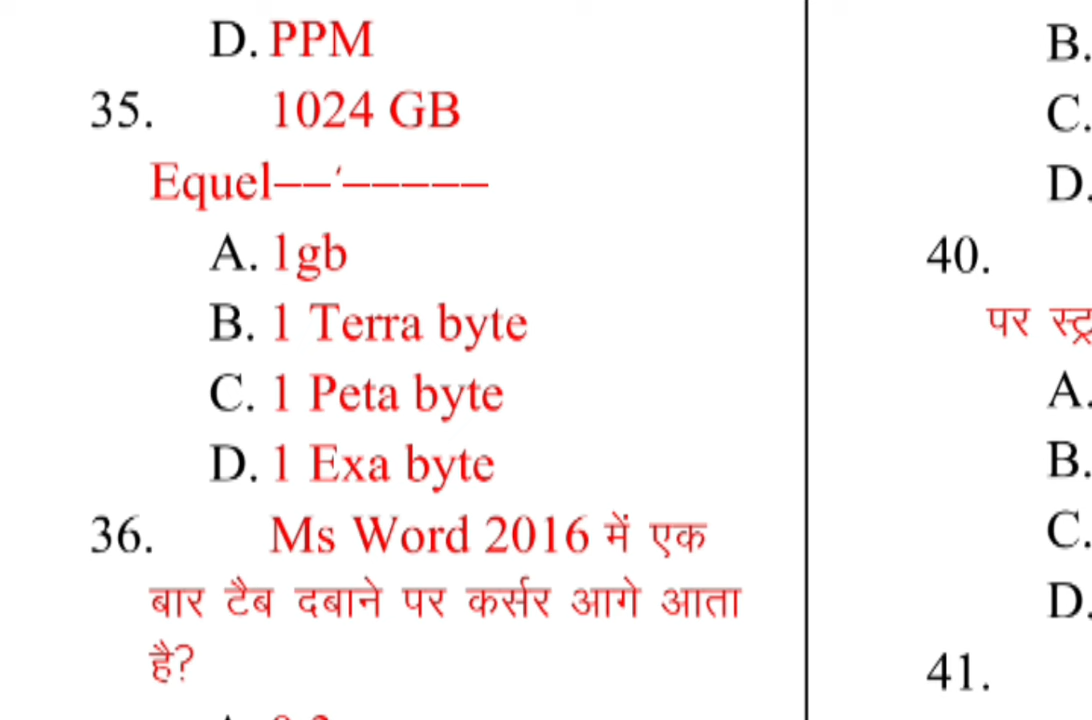 D. PPM
35. 1024 GB
Equel––′–––––
A. 1gb
B. 1 Terra byte
C. 1 Peta byte
D. 1 Exa byte
36. Ms Word 2016 में एक
बार टैब दबाने पर कर्सर आगे आता
है?
B.
C.
D.
40.
पर
A.
B.
C.
D.
41.